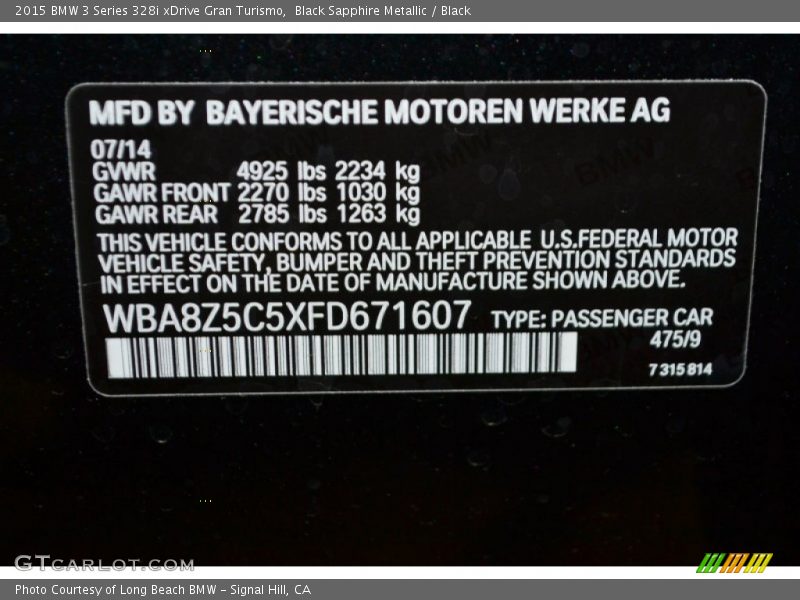 2015 BMW 3 Series 328i xDrive Gran Turismo,  Black Sapphire Metallic / Black
MFD BY BAYERISCHE MOTOREN WERKE AG
07/14
GVWR 4925 lbs 2234 kg
GAWR FRONT 2270 lbs 1030 kg
GAWR REAR 2785 lbs 1263 kg
THIS VEHICLE CONFORMS TO ALL APPLICABLE U.S.FEDERAL MOTOR
VEHICLE SAFETY, BUMPER AND THEFT PREVENTION STANDARDS
IN EFFECT ON THE DATE OF MANUFACTURE SHOWN ABOVE.
WBA8Z5C5XFD671607 TYPE: PASSENGER CAR
475/9
7 315 814
GTCARLOT.COM
Photo Courtesy of Long Beach BMW – Signal Hill, CA